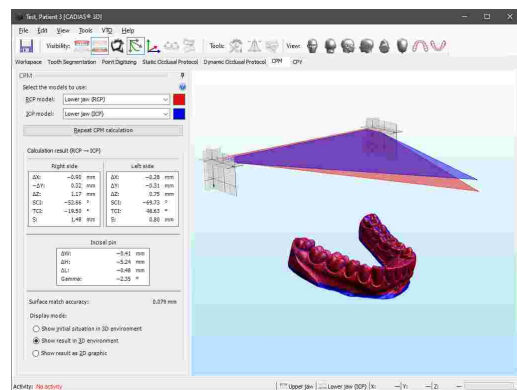 Test, Patient 3 [CADIAS® 3D]
File Edit View Tools VTO Help
Visibility: Tools: View:
Workspace Tooth Segmentation Point Digitizing Static Occlusal Protocol Dynamic Occlusal Protocol CPM CPV
CPM
Select the models to use:
RCP model: Lower jaw (RCP)
ICP model: Lower jaw (ICP)
Repeat CPM calculation
Calculation result (RCP → ICP)
Right side Left side
ΔX: −0.90 mm ΔX: −0.28 mm
−ΔY: 0.32 mm ΔY: −0.31 mm
ΔZ: 1.17 mm ΔZ: 0.75 mm
SCI: −52.66 ° SCI: −69.73 °
TCI: −19.50 ° TCI: 48.63 °
S: 1.48 mm S: 0.80 mm
Incisal pin
ΔW: −0.41 mm
ΔH: −5.24 mm
ΔL: −0.48 mm
Gamma: −2.35 °
Surface match accuracy: 0.079 mm
Display mode:
Show initial situation in 3D environment
Show result in 3D environment
Show result as 2D graphic
Activity: No activity Upper jaw Lower jaw (ICP) X: — Y: — Z: —